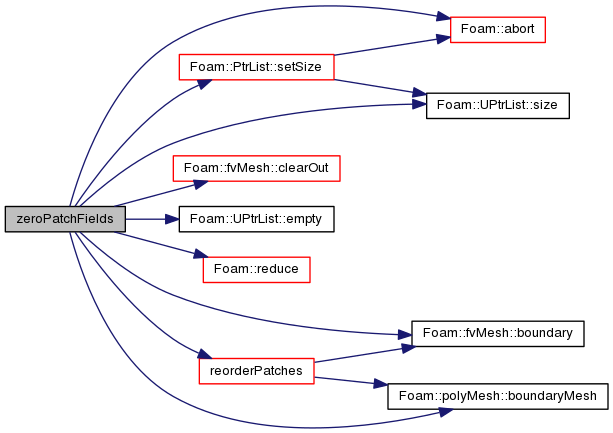 Foam::abort
Foam::PtrList::setSize
Foam::UPtrList::size
Foam::fvMesh::clearOut
zeroPatchFields
Foam::UPtrList::empty
Foam::reduce
Foam::fvMesh::boundary
reorderPatches
Foam::polyMesh::boundaryMesh